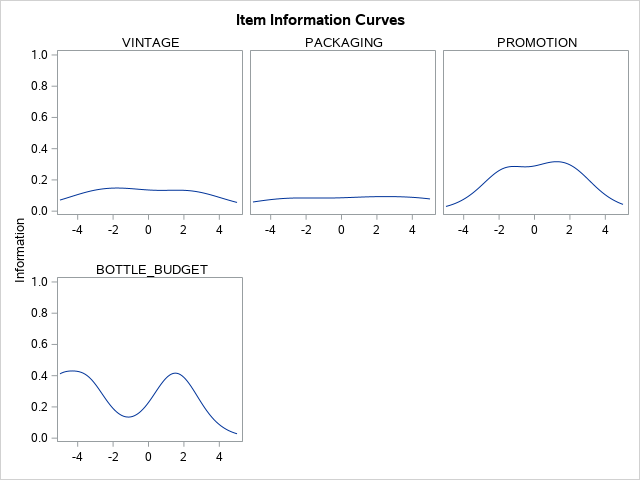 Item Information Curves
VINTAGE PACKAGING PROMOTION
1.0
0.8
0.6
0.4
0.2
0.0
-4 -2 0 2 4 -4 -2 0 2 4 -4 -2 0 2 4
Information
BOTTLE_BUDGET
1.0
0.8
0.6
0.4
0.2
0.0
-4 -2 0 2 4